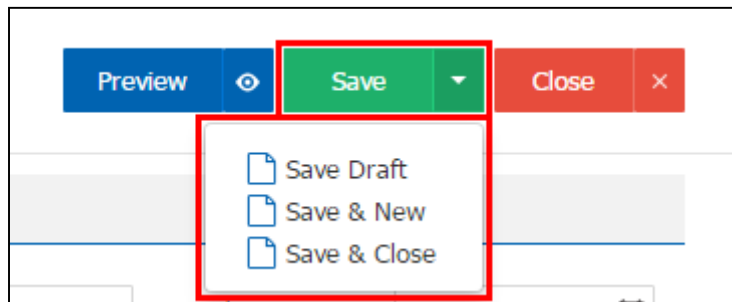 Preview Save Close ×
Save Draft
Save & New
Save & Close